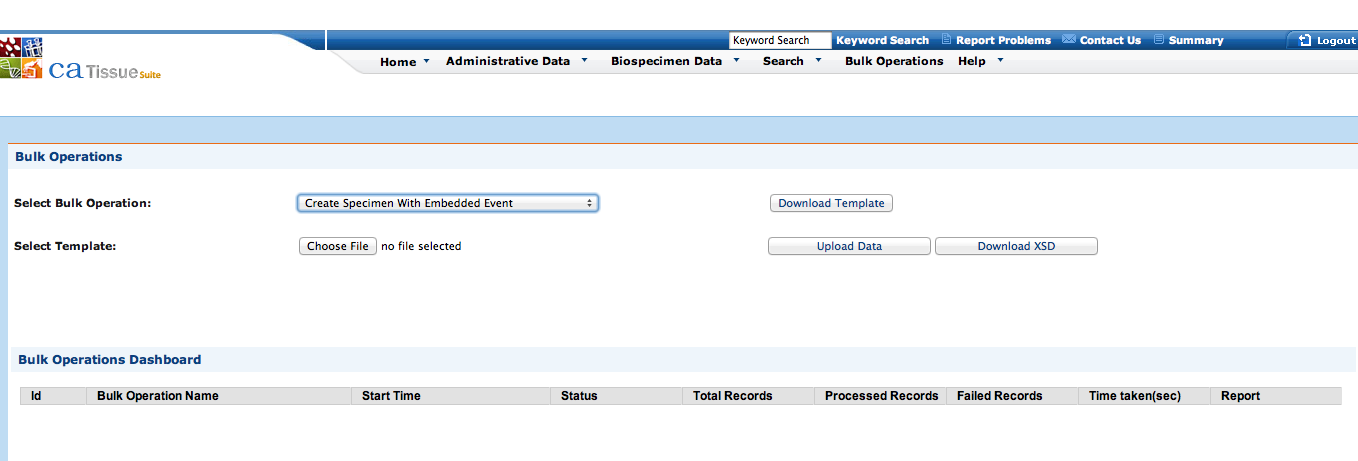 Keyword Search Keyword Search Report Problems Contact Us Summary Logout
ca Tissue Suite
Home Administrative Data Biospecimen Data Search Bulk Operations Help
Bulk Operations
Select Bulk Operation: Create Specimen With Embedded Event Download Template
Select Template: Choose File no file selected Upload Data Download XSD
Bulk Operations Dashboard
Id Bulk Operation Name Start Time Status Total Records Processed Records Failed Records Time taken(sec) Report